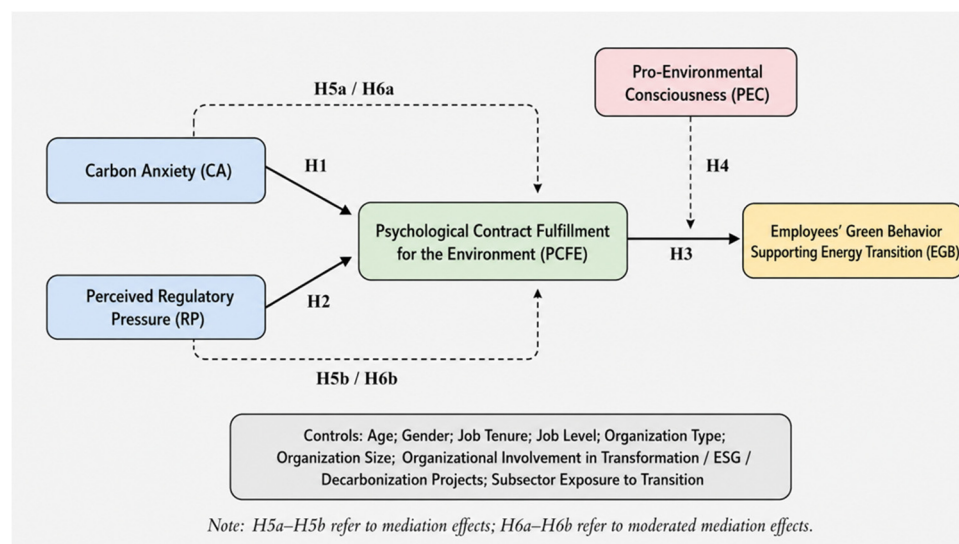 H5a / H6a
Pro-Environmental
Consciousness (PEC)
Carbon Anxiety (CA)
H1
H4
Psychological Contract Fulfillment
for the Environment (PCFE)
Employees’ Green Behavior
Supporting Energy Transition (EGB)
H3
Perceived Regulatory
Pressure (RP)
H2
H5b / H6b
Controls: Age; Gender; Job Tenure; Job Level; Organization Type;
Organization Size; Organizational Involvement in Transformation / ESG /
Decarbonization Projects; Subsector Exposure to Transition
Note: H5a–H5b refer to mediation effects; H6a–H6b refer to moderated mediation effects.